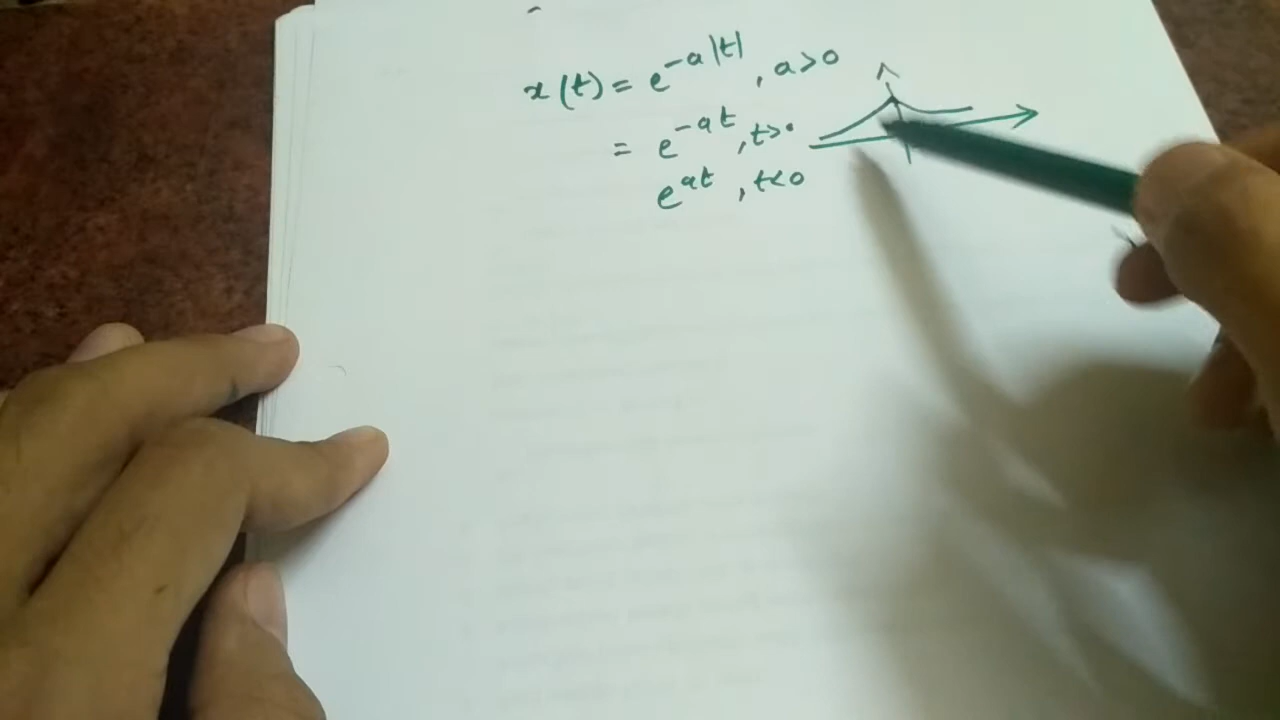 x(t) = e^{-a|t|}, a>0
= e^{-at}, t>0
e^{at}, t<0